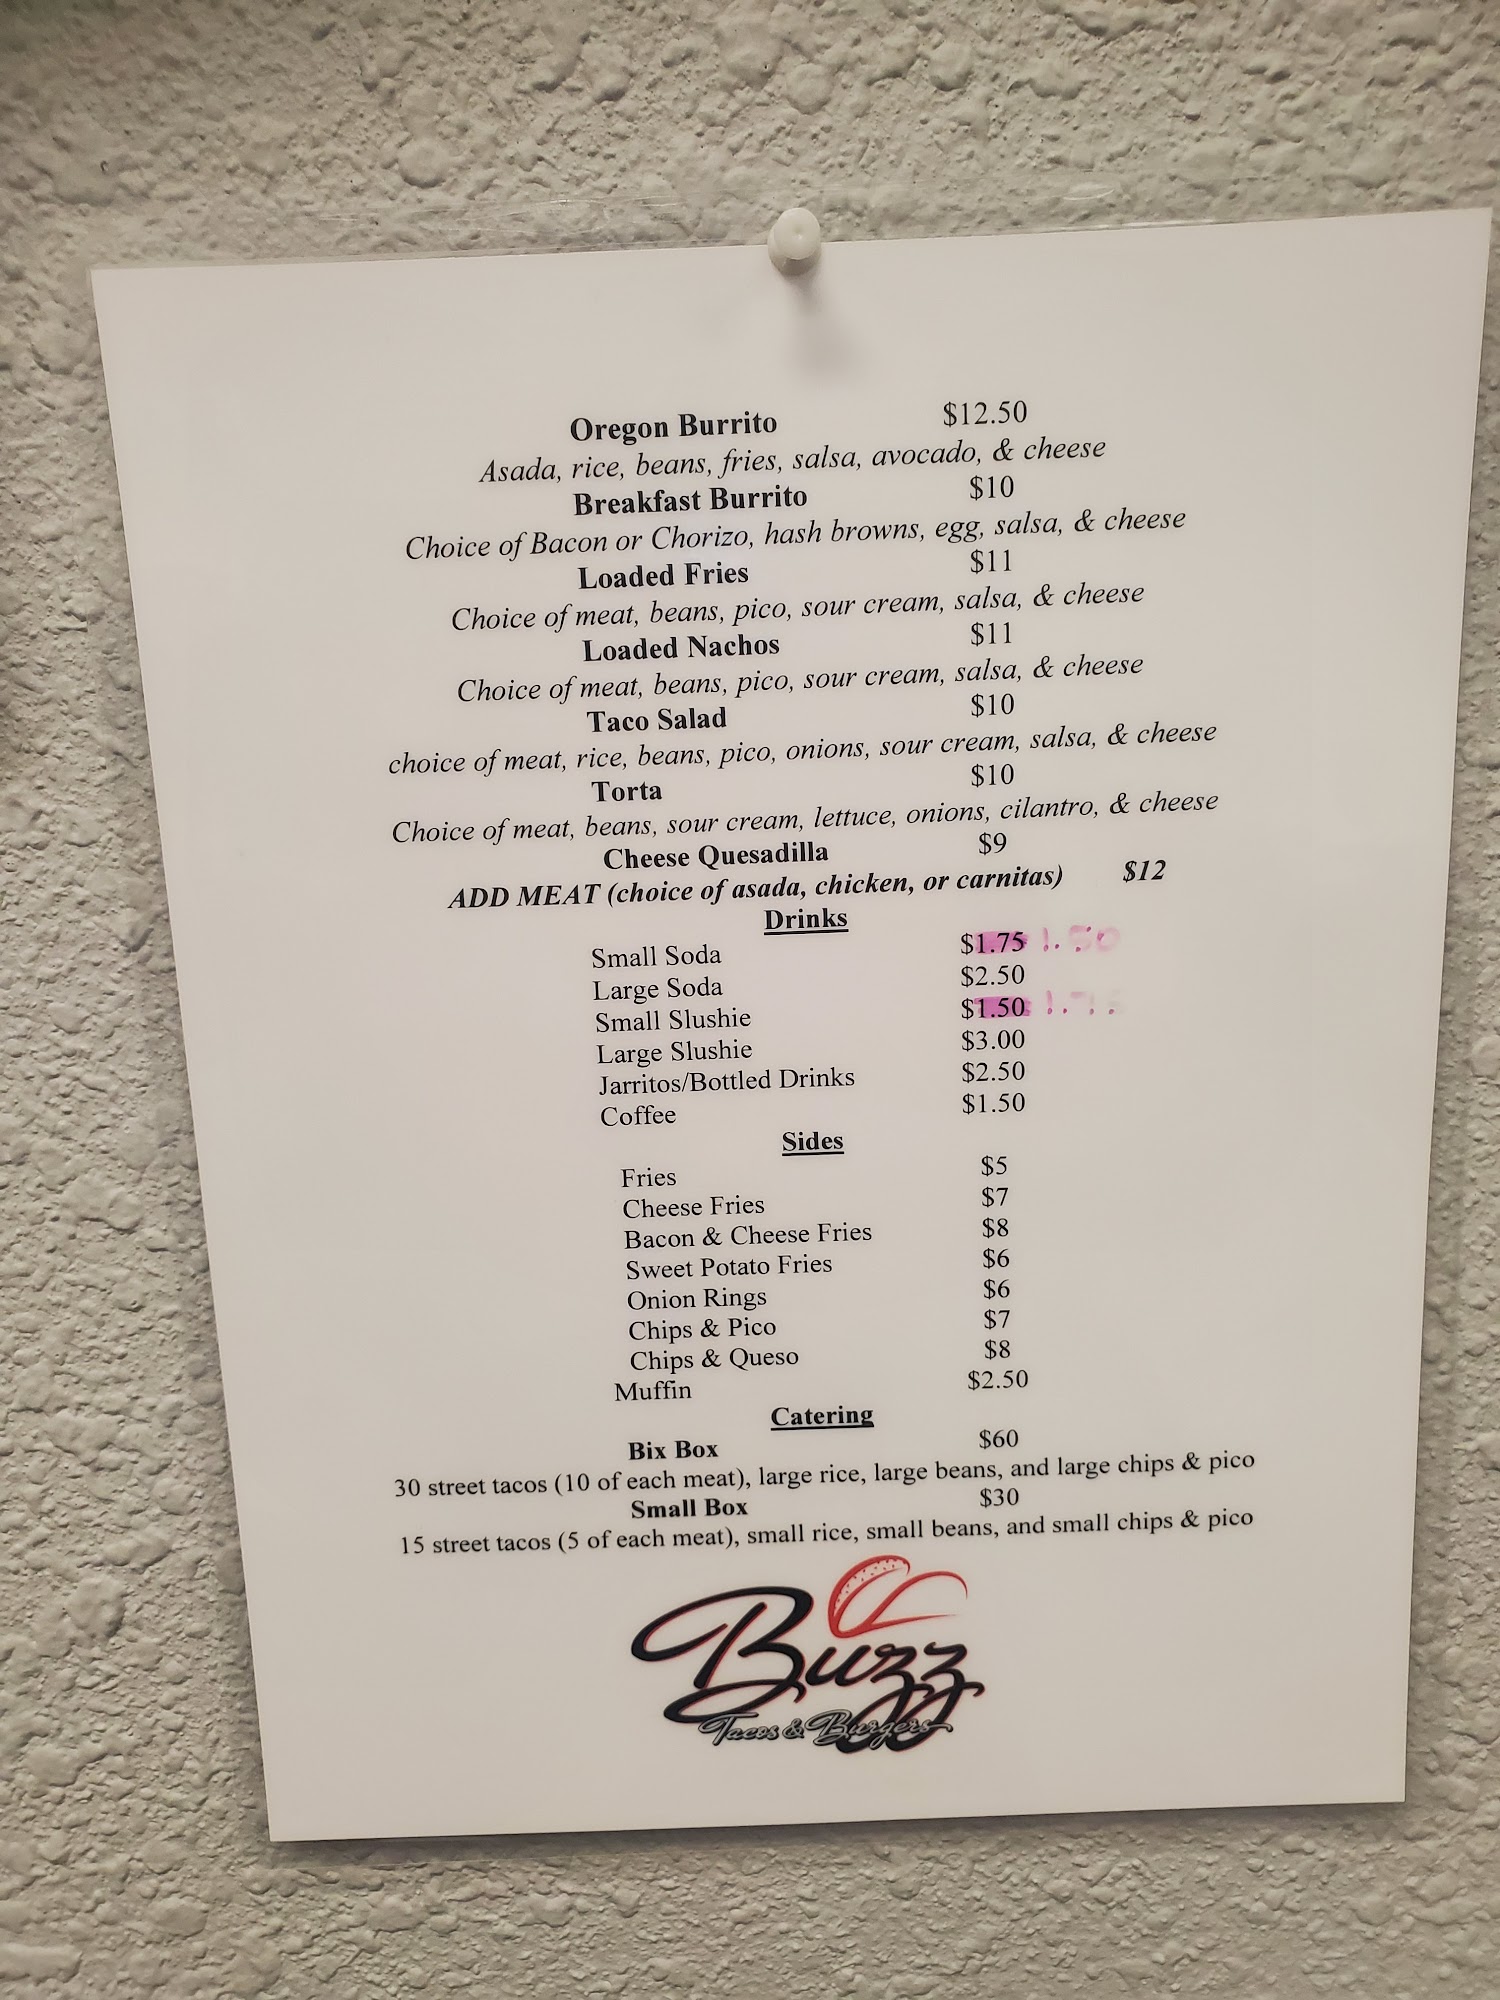 Oregon Burrito $12.50
Asada, rice, beans, fries, salsa, avocado, & cheese
Breakfast Burrito $10
Choice of Bacon or Chorizo, hash browns, egg, salsa, & cheese
Loaded Fries $11
Choice of meat, beans, pico, sour cream, salsa, & cheese
Loaded Nachos $11
Choice of meat, beans, pico, sour cream, salsa, & cheese
Taco Salad $10
choice of meat, rice, beans, pico, onions, sour cream, salsa, & cheese
Torta $10
Choice of meat, beans, sour cream, lettuce, onions, cilantro, & cheese
Cheese Quesadilla $9
ADD MEAT (choice of asada, chicken, or carnitas) $12
Drinks
Small Soda $1.75 1.50
Large Soda $2.50
Small Slushie $1.50
Large Slushie $3.00
Jarritos/Bottled Drinks $2.50
Coffee $1.50
Sides
Fries $5
Cheese Fries $7
Bacon & Cheese Fries $8
Sweet Potato Fries $6
Onion Rings $6
Chips & Pico $7
Chips & Queso $8
Muffin $2.50
Catering
Bix Box $60
30 street tacos (10 of each meat), large rice, large beans, and large chips & pico
Small Box $30
15 street tacos (5 of each meat), small rice, small beans, and small chips & pico
Buzz
Tacos & Burgers